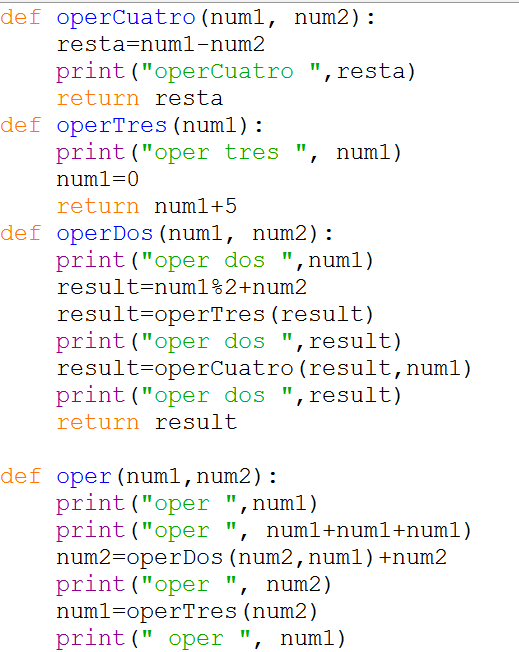 def operCuatro(num1, num2):
    resta=num1-num2
    print("operCuatro ",resta)
    return resta
def operTres(num1):
    print("oper tres ", num1)
    num1=0
    return num1+5
def operDos(num1, num2):
    print("oper dos ",num1)
    result=num1%2+num2
    result=operTres(result)
    print("oper dos ",result)
    result=operCuatro(result,num1)
    print("oper dos ",result)
    return result

def oper(num1,num2):
    print("oper ",num1)
    print("oper ", num1+num1+num1)
    num2=operDos(num2,num1)+num2
    print("oper ", num2)
    num1=operTres(num2)
    print(" oper ", num1)